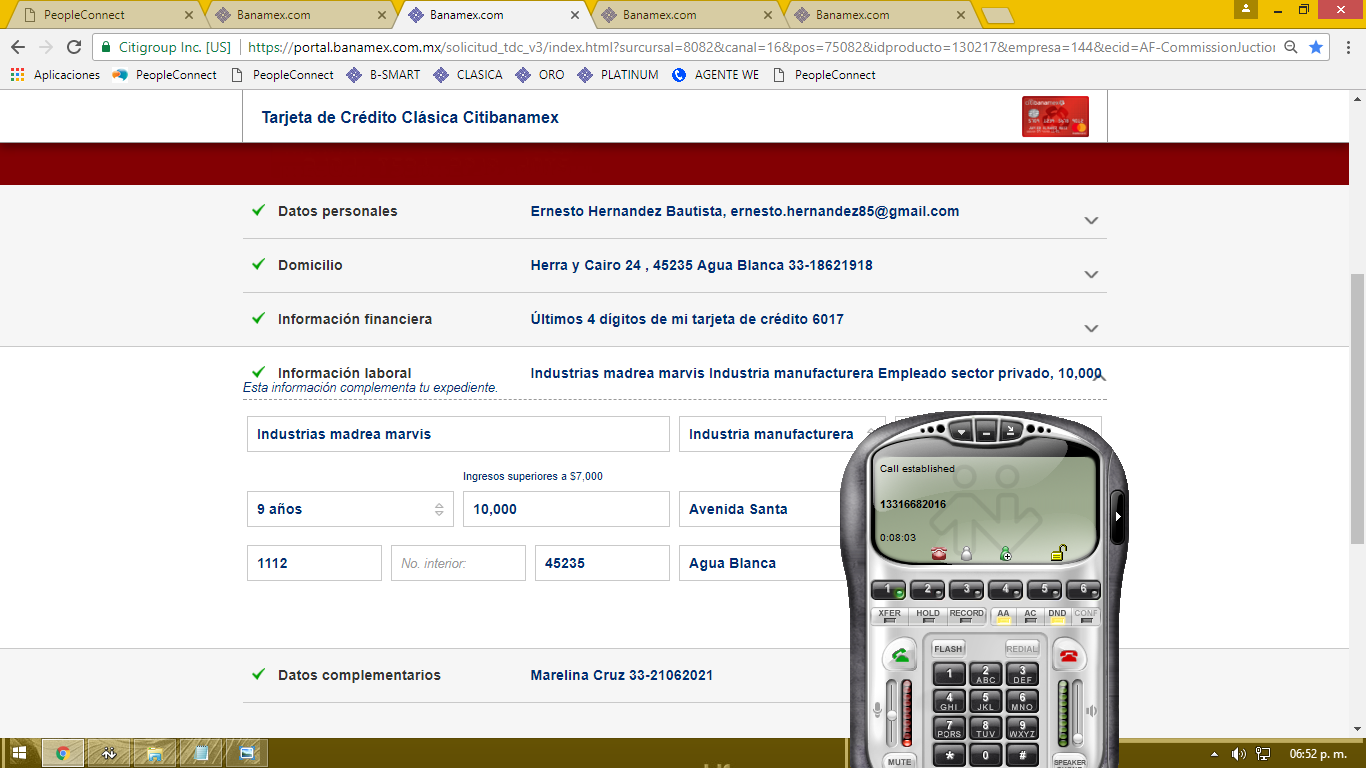 PeopleConnect
Banamex.com
Banamex.com
Banamex.com
Banamex.com
Citigroup Inc. [US]
https://portal.banamex.com.mx/solicitud_tdc_v3/index.html?surcursal=8082&canal=16&pos=75082&idproducto=130217&empresa=144&ecid=AF-CommissionJuctior
Aplicaciones PeopleConnect PeopleConnect B-SMART CLASICA ORO PLATINUM AGENTE WE PeopleConnect
Tarjeta de Crédito Clásica Citibanamex
citibanamex
Datos personales Ernesto Hernandez Bautista, ernesto.hernandez85@gmail.com
Domicilio Herra y Cairo 24 , 45235 Agua Blanca 33-18621918
Información financiera Últimos 4 dígitos de mi tarjeta de crédito 6017
Información laboral Industrias madrea marvis Industria manufacturera Empleado sector privado, 10,000
Esta información complementa tu expediente.
Industrias madrea marvis Industria manufacturera
Ingresos superiores a $7,000
9 años 10,000 Avenida Santa
1112 No. interior: 45235 Agua Blanca
Datos complementarios Marelina Cruz 33-21062021
Call established
13316682016
0:08:03
1 2 3 4 5 6
XFER HOLD RECORD AA AC DND CONF
FLASH REDIAL
1 2 ABC 3 DEF
4 GHI 5 JKL 6 MNO
7 PQRS 8 TUV 9 WXYZ
* 0 #
MUTE SPEAKER
06:52 p. m.